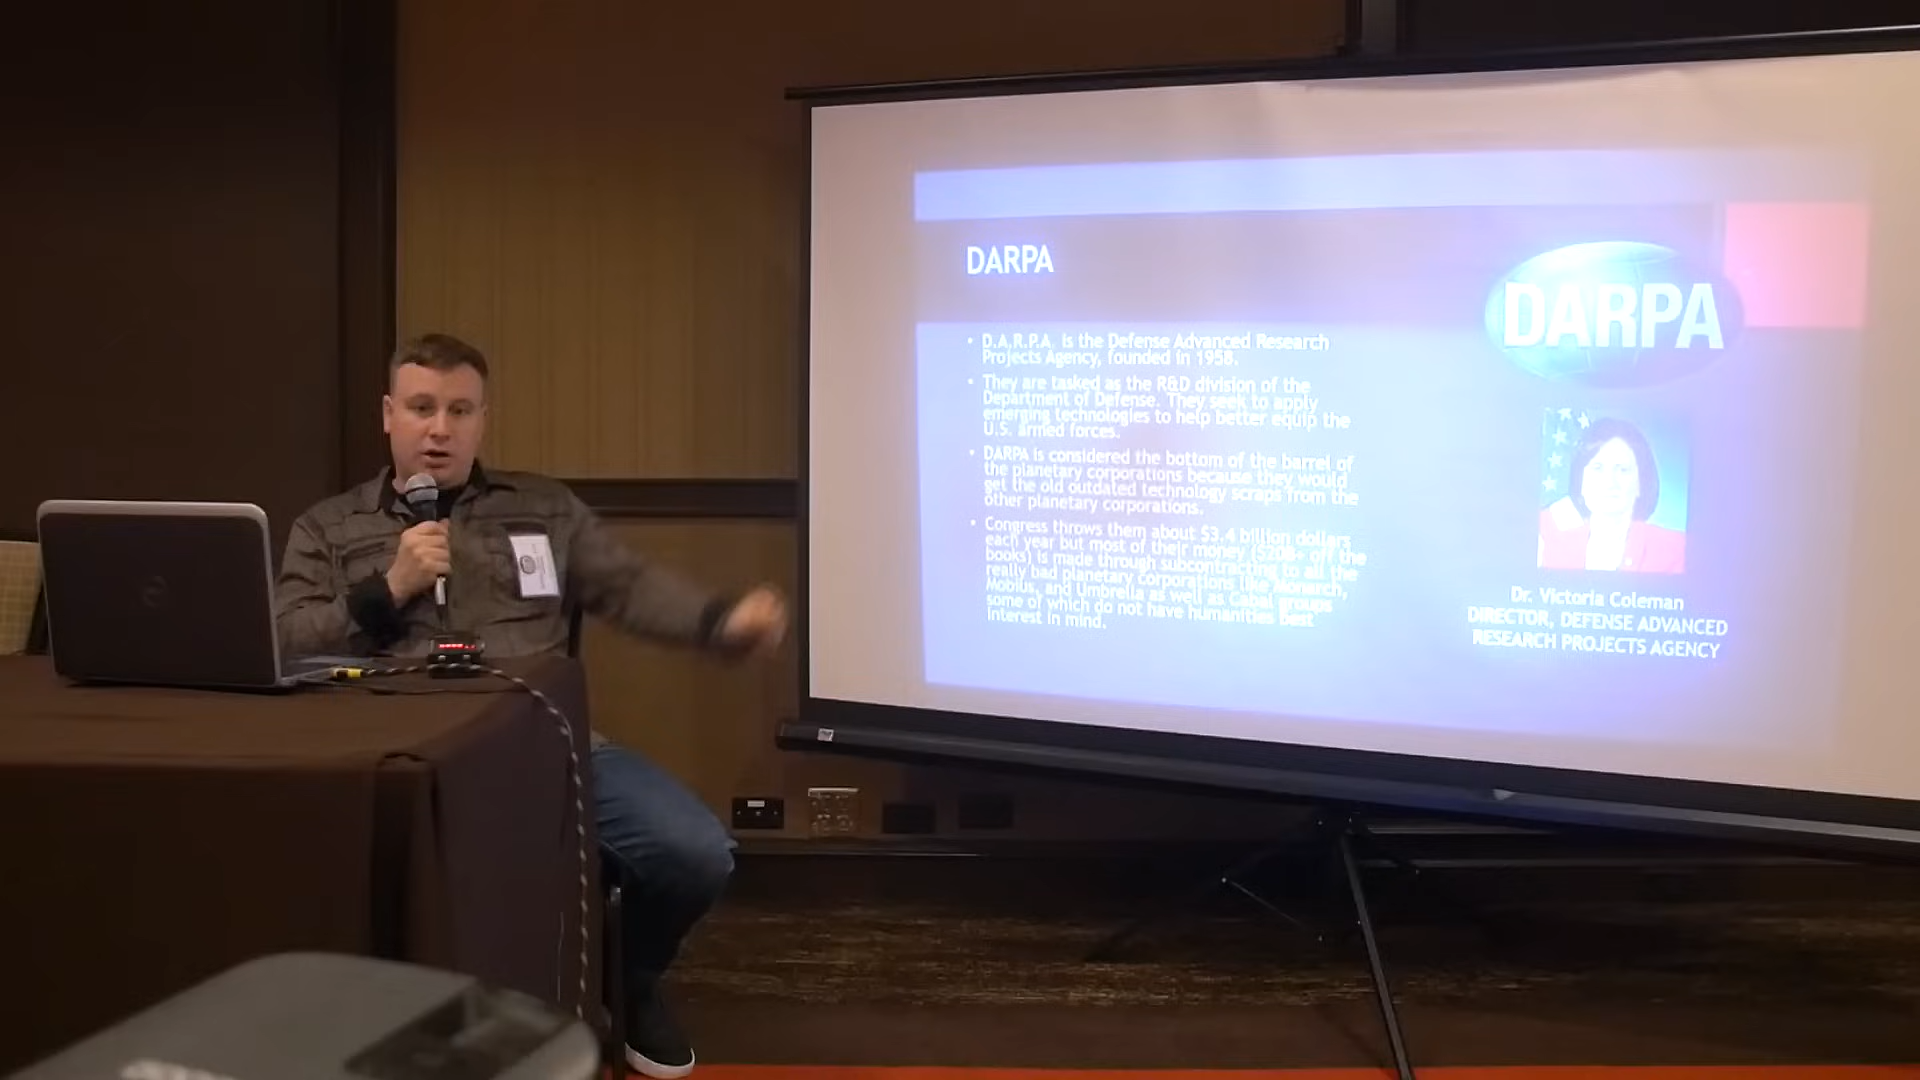 DARPA
DARPA
• D.A.R.P.A. is the Defense Advanced Research
Projects Agency, founded in 1958.
• They are tasked as the R&D division of the
Department of Defense. They seek to apply
emerging technologies to help better equip the
U.S. armed forces.
• DARPA is considered the bottom of the barrel of
the planetary corporations because they would
get the old outdated technology scraps from the
other planetary corporations.
• Congress throws them about $3.4 billion dollars
each year but most of their money ($20B+ off the
books) is made through subcontracting to all the
really bad planetary corporations like Monarch,
Mobius, and Umbrella as well as Cabal groups
some of which do not have humanities best
interest in mind.
Dr. Victoria Coleman
DIRECTOR, DEFENSE ADVANCED
RESEARCH PROJECTS AGENCY